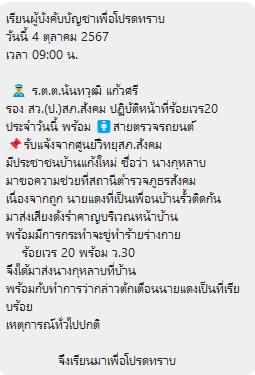 เรียนผู้บังคับบัญชาเพื่อโปรดทราบ
วันนี้ 4 ตุลาคม 2567
เวลา 09:00 น.
👮 ร.ต.ต.นันทวุฒิ แก้วศรี
รอง สว.(ป.)สภ.สังคม ปฏิบัติหน้าที่ร้อยเวร20
ประจำวันนี้ พร้อม 🚹 สายตรวจรถยนต์
📌 รับแจ้งจากศูนย์วิทยุสภ.สังคม
มีประชาชนบ้านแก้งใหม่ ชื่อว่า นางกุหลาบ
มาขอความช่วยที่สถานีตำรวจภูธรสังคม
เนื่องจากถูก นายแดงที่เป็นเพื่อนบ้านรั้วติดกัน
มาส่งเสียงดังรำคาญบริเวณหน้าบ้าน
พร้อมมีการกระทำจะขู่ทำร้ายร่างกาย
ร้อยเวร 20 พร้อม ว.30
จึงได้มาส่งนางกุหลาบที่บ้าน
พร้อมกับทำการว่ากล่าวตักเตือนนายแดงเป็นที่เรี
ยบร้อย
เหตุการณ์ทั่วไปปกติ
จึงเรียนมาเพื่อโปรดทราบ